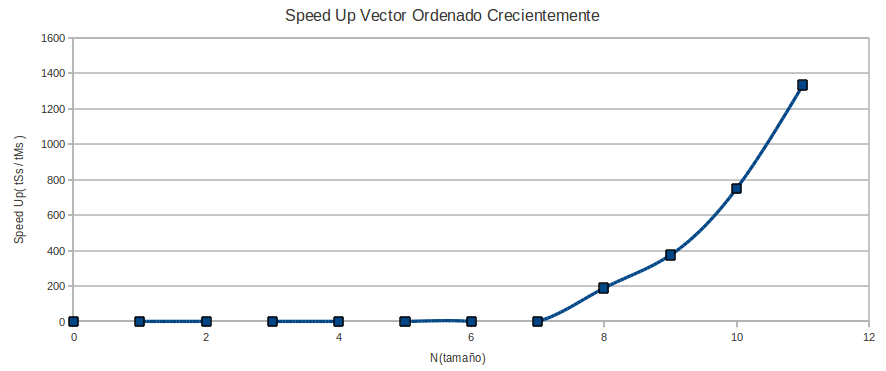 Speed Up Vector Ordenado Crecientemente
1600
1400
1200
1000
800
600
400
200
0
Speed Up( tSs / tMs )
0 2 4 6 8 10 12
N(tamaño)